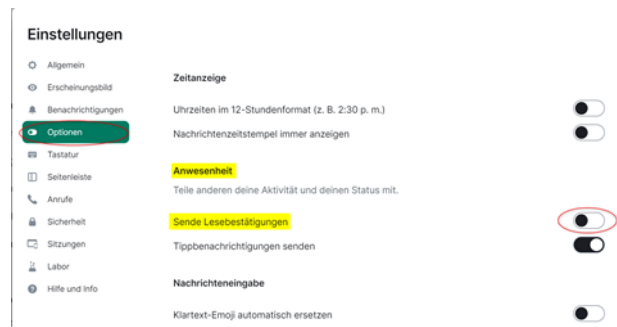 Einstellungen
Allgemein
Erscheinungsbild
Benachrichtigungen
Optionen
Tastatur
Seitenleiste
Anrufe
Sicherheit
Sitzungen
Labor
Hilfe und Info
Zeitanzeige
Uhrzeiten im 12-Stundenformat (z. B. 2:30 p. m.)
Nachrichtenzeitstempel immer anzeigen
Anwesenheit
Teile anderen deine Aktivität und deinen Status mit.
Sende Lesebestätigungen
Tippbenachrichtigungen senden
Nachrichteneingabe
Klartext-Emoji automatisch ersetzen